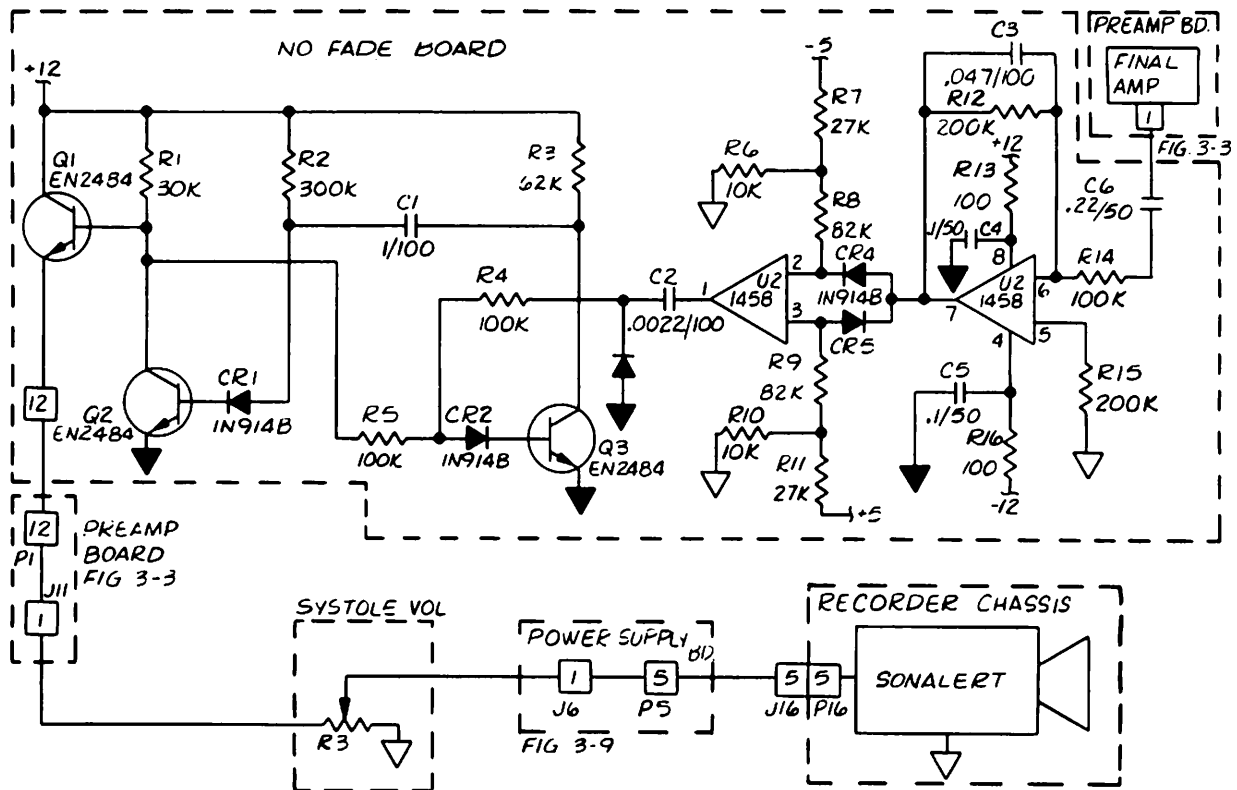 NO FADE BOARD
+12
Q1
EN2484
R1
30K
R2
300K
R3
62K
C1
1/100
R4
100K
C2
.0022/100
Q2
EN2484
CR1
1N914B
R5
100K
CR2
1N914B
Q3
EN2484
-5
R7
27K
R6
10K
R8
82K
CR4
1N914B
CR5
1
U2
1458
2
3
R9
82K
R10
10K
R11
27K
+5
C3
.047/100
R12
200K
+12
R13
100
.1/50 C4
8
U2
1458
7
6
5
4
R14
100K
C5
.1/50
R16
100
-12
R15
200K
PREAMP BD.
FINAL
AMP
1
FIG. 3-3
C6
.22/50
12
12
P1
PREAMP
BOARD
FIG 3-3
J11
1
SYSTOLE VOL
R3
POWER SUPPLY BD
1
5
J6
P5
FIG 3-9
RECORDER CHASSIS
5
5
J16
P16
SONALERT